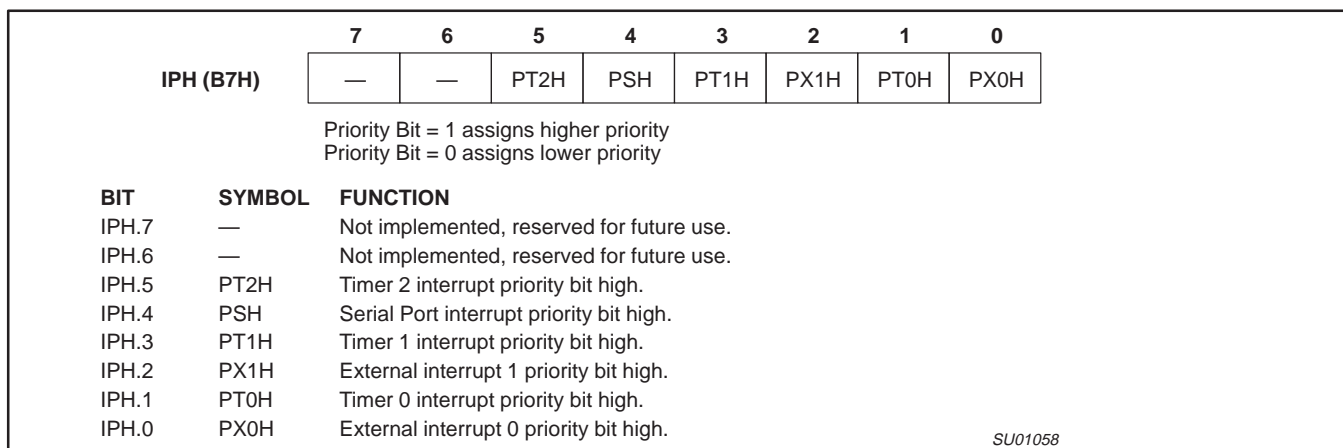 7 6 5 4 3 2 1 0
IPH (B7H) — — PT2H PSH PT1H PX1H PT0H PX0H
Priority Bit = 1 assigns higher priority
Priority Bit = 0 assigns lower priority
BIT SYMBOL FUNCTION
IPH.7 — Not implemented, reserved for future use.
IPH.6 — Not implemented, reserved for future use.
IPH.5 PT2H Timer 2 interrupt priority bit high.
IPH.4 PSH Serial Port interrupt priority bit high.
IPH.3 PT1H Timer 1 interrupt priority bit high.
IPH.2 PX1H External interrupt 1 priority bit high.
IPH.1 PT0H Timer 0 interrupt priority bit high.
IPH.0 PX0H External interrupt 0 priority bit high.
SU01058